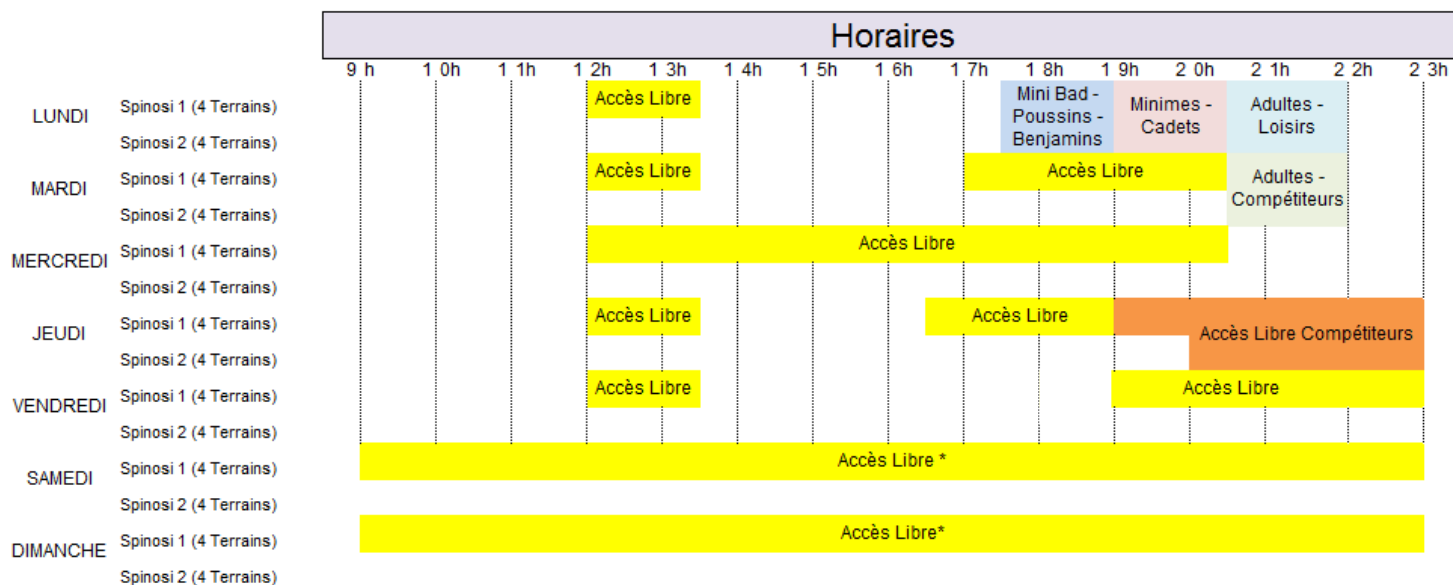 Horaires
9 h 1 0h 1 1h 1 2h 1 3h 1 4h 1 5h 1 6h 1 7h 1 8h 1 9h 2 0h 2 1h 2 2h 2 3h
LUNDI
Spinosi 1 (4 Terrains)
Accès Libre
Mini Bad -
Poussins -
Benjamins
Minimes -
Cadets
Adultes -
Loisirs
Spinosi 2 (4 Terrains)
MARDI
Spinosi 1 (4 Terrains)
Accès Libre
Accès Libre
Adultes -
Compétiteurs
Spinosi 2 (4 Terrains)
MERCREDI
Spinosi 1 (4 Terrains)
Accès Libre
Spinosi 2 (4 Terrains)
JEUDI
Spinosi 1 (4 Terrains)
Accès Libre
Accès Libre
Accès Libre Compétiteurs
Spinosi 2 (4 Terrains)
VENDREDI
Spinosi 1 (4 Terrains)
Accès Libre
Accès Libre
Spinosi 2 (4 Terrains)
SAMEDI
Spinosi 1 (4 Terrains)
Accès Libre *
Spinosi 2 (4 Terrains)
DIMANCHE
Spinosi 1 (4 Terrains)
Accès Libre*
Spinosi 2 (4 Terrains)